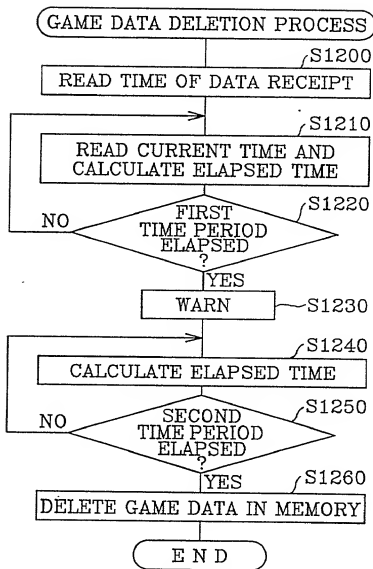 GAME DATA DELETION PROCESS
S1200
READ TIME OF DATA RECEIPT
S1210
READ CURRENT TIME AND
CALCULATE ELAPSED TIME
S1220
FIRST
TIME PERIOD
ELAPSED
?
NO
YES
WARN
S1230
S1240
CALCULATE ELAPSED TIME
S1250
SECOND
TIME PERIOD
ELAPSED
?
NO
YES
S1260
DELETE GAME DATA IN MEMORY
END